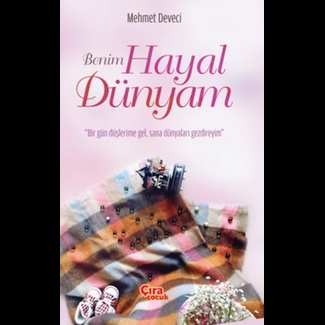 Mehmet Deveci
Benim Hayal
Dünyam
"Bir gün düşlerime gel, sana dünyaları gezdireyim"
Çıra
çocuk